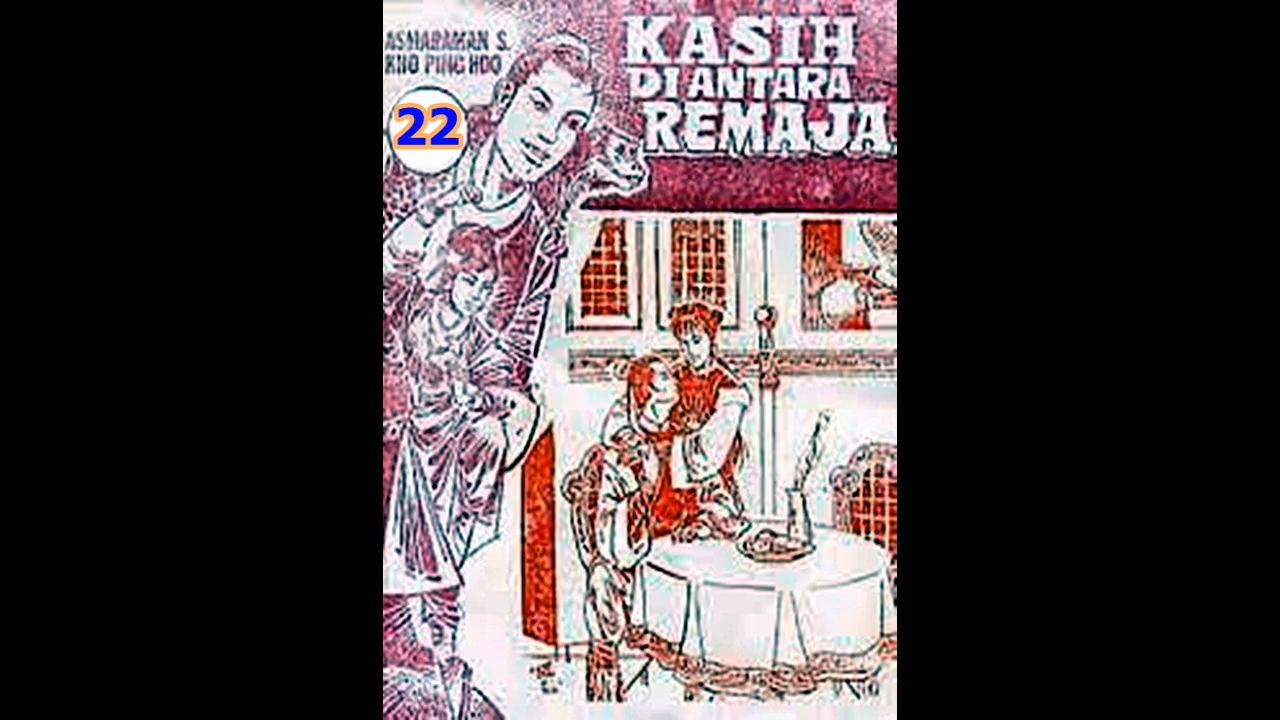 ASMARAMAN S.
KHO PING HOO
KASIH
DI ANTARA
REMAJA
22